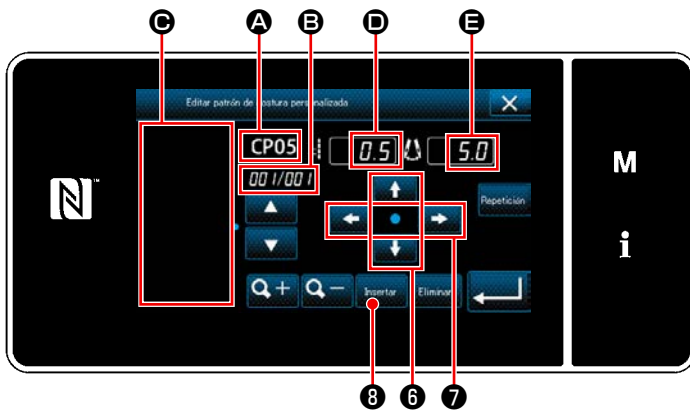 C A B D E
Editar patrón de costura personalizada
CP05 0.5 5.0
001/001
Repetición
M
N
i
Insertar Eliminar
8 6 7